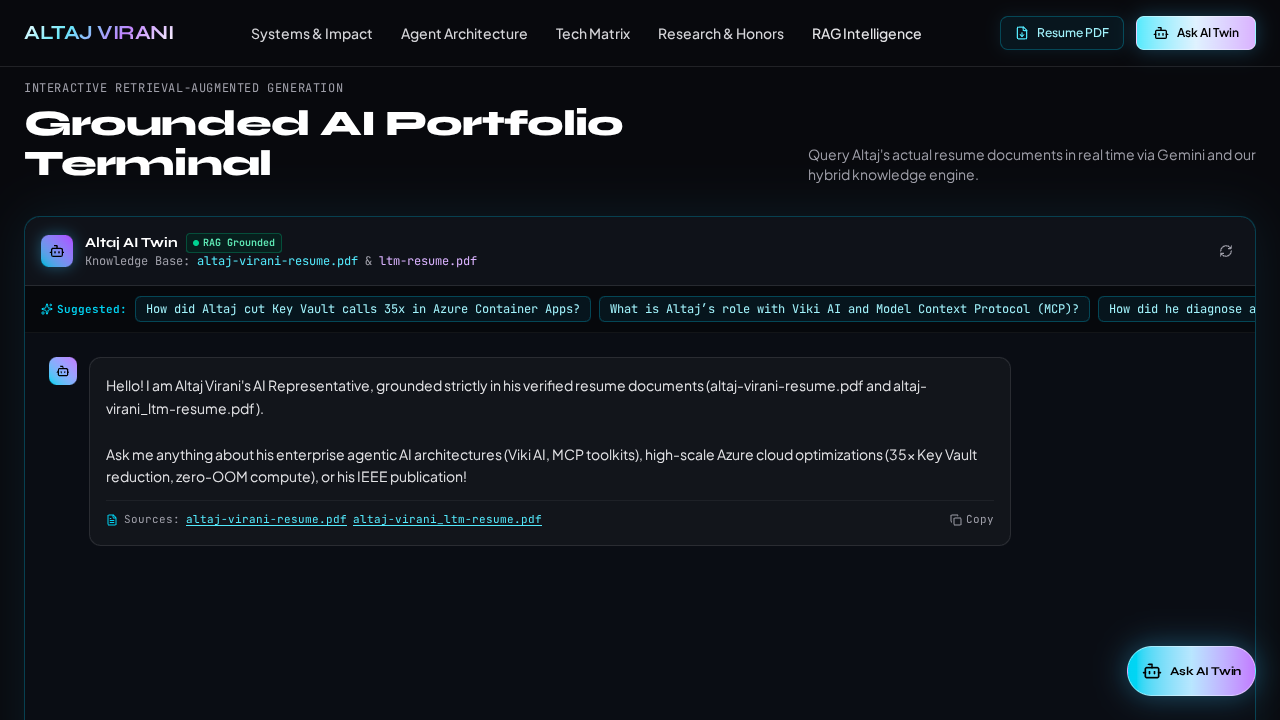 ALTAJ VIRANI
Systems & Impact
Agent Architecture
Tech Matrix
Research & Honors
RAG Intelligence
Resume PDF
Ask AI Twin
INTERACTIVE RETRIEVAL-AUGMENTED GENERATION
Grounded AI Portfolio
Terminal
Query Altaj's actual resume documents in real time via Gemini and our
hybrid knowledge engine.
Altaj AI Twin
RAG Grounded
Knowledge Base: altaj-virani-resume.pdf & ltm-resume.pdf
Suggested:
How did Altaj cut Key Vault calls 35x in Azure Container Apps?
What is Altaj’s role with Viki AI and Model Context Protocol (MCP)?
How did he diagnose a
Hello! I am Altaj Virani's AI Representative, grounded strictly in his verified resume documents (altaj-virani-resume.pdf and altaj-
virani_ltm-resume.pdf).
Ask me anything about his enterprise agentic AI architectures (Viki AI, MCP toolkits), high-scale Azure cloud optimizations (35× Key Vault
reduction, zero-OOM compute), or his IEEE publication!
Sources: altaj-virani-resume.pdf altaj-virani_ltm-resume.pdf
Copy
Ask AI Twin